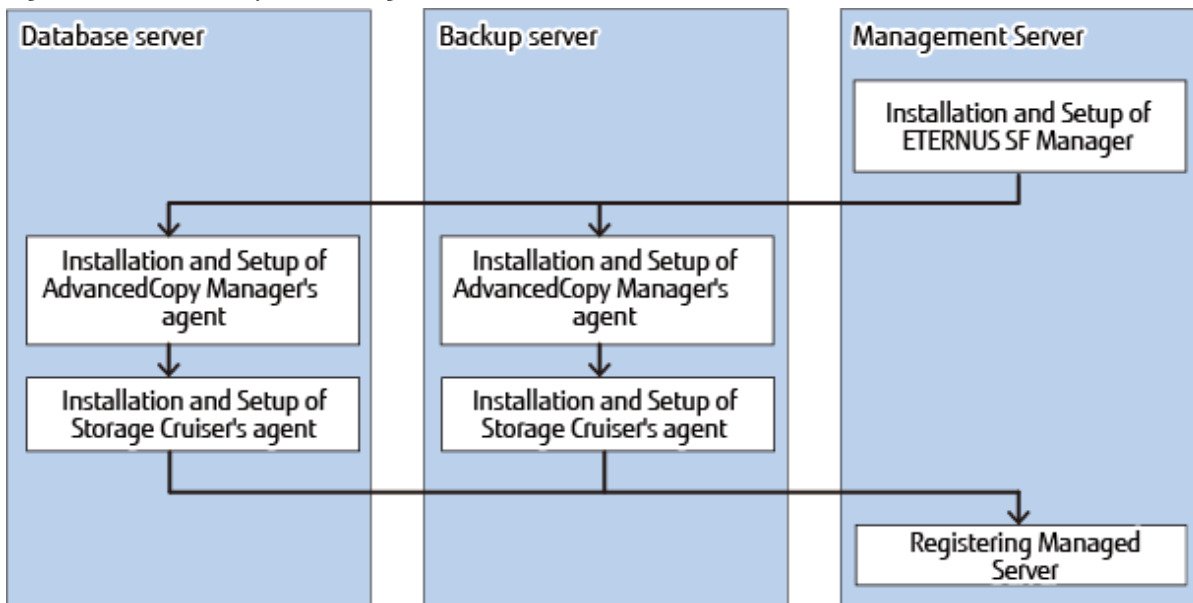 Database server
Backup server
Management Server
Installation and Setup of
ETERNUS SF Manager
Installation and Setup of
AdvancedCopy Manager's
agent
Installation and Setup of
AdvancedCopy Manager's
agent
Installation and Setup of
Storage Cruiser's agent
Installation and Setup of
Storage Cruiser's agent
Registering Managed
Server